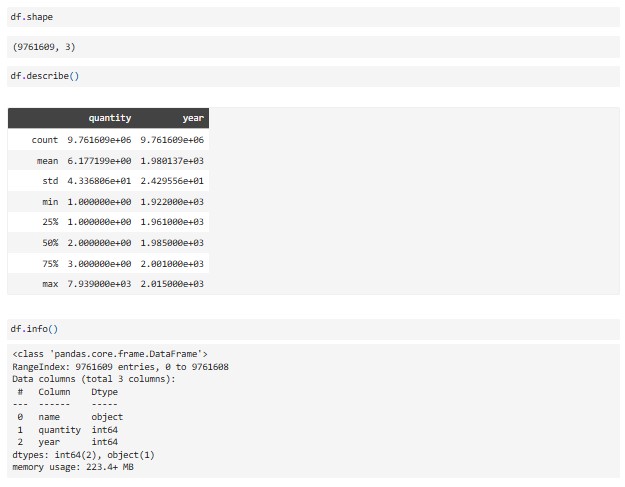 df.shape
(9761609, 3)
df.describe()
quantity year
count 9.761609e+06 9.761609e+06
mean 6.177199e+00 1.980137e+03
std 4.336806e+01 2.429556e+01
min 1.000000e+00 1.922000e+03
25% 1.000000e+00 1.961000e+03
50% 2.000000e+00 1.985000e+03
75% 3.000000e+00 2.001000e+03
max 7.939000e+03 2.015000e+03
df.info()
<class 'pandas.core.frame.DataFrame'>
RangeIndex: 9761609 entries, 0 to 9761608
Data columns (total 3 columns):
# Column Dtype
--- ------ -----
0 name object
1 quantity int64
2 year int64
dtypes: int64(2), object(1)
memory usage: 223.4+ MB